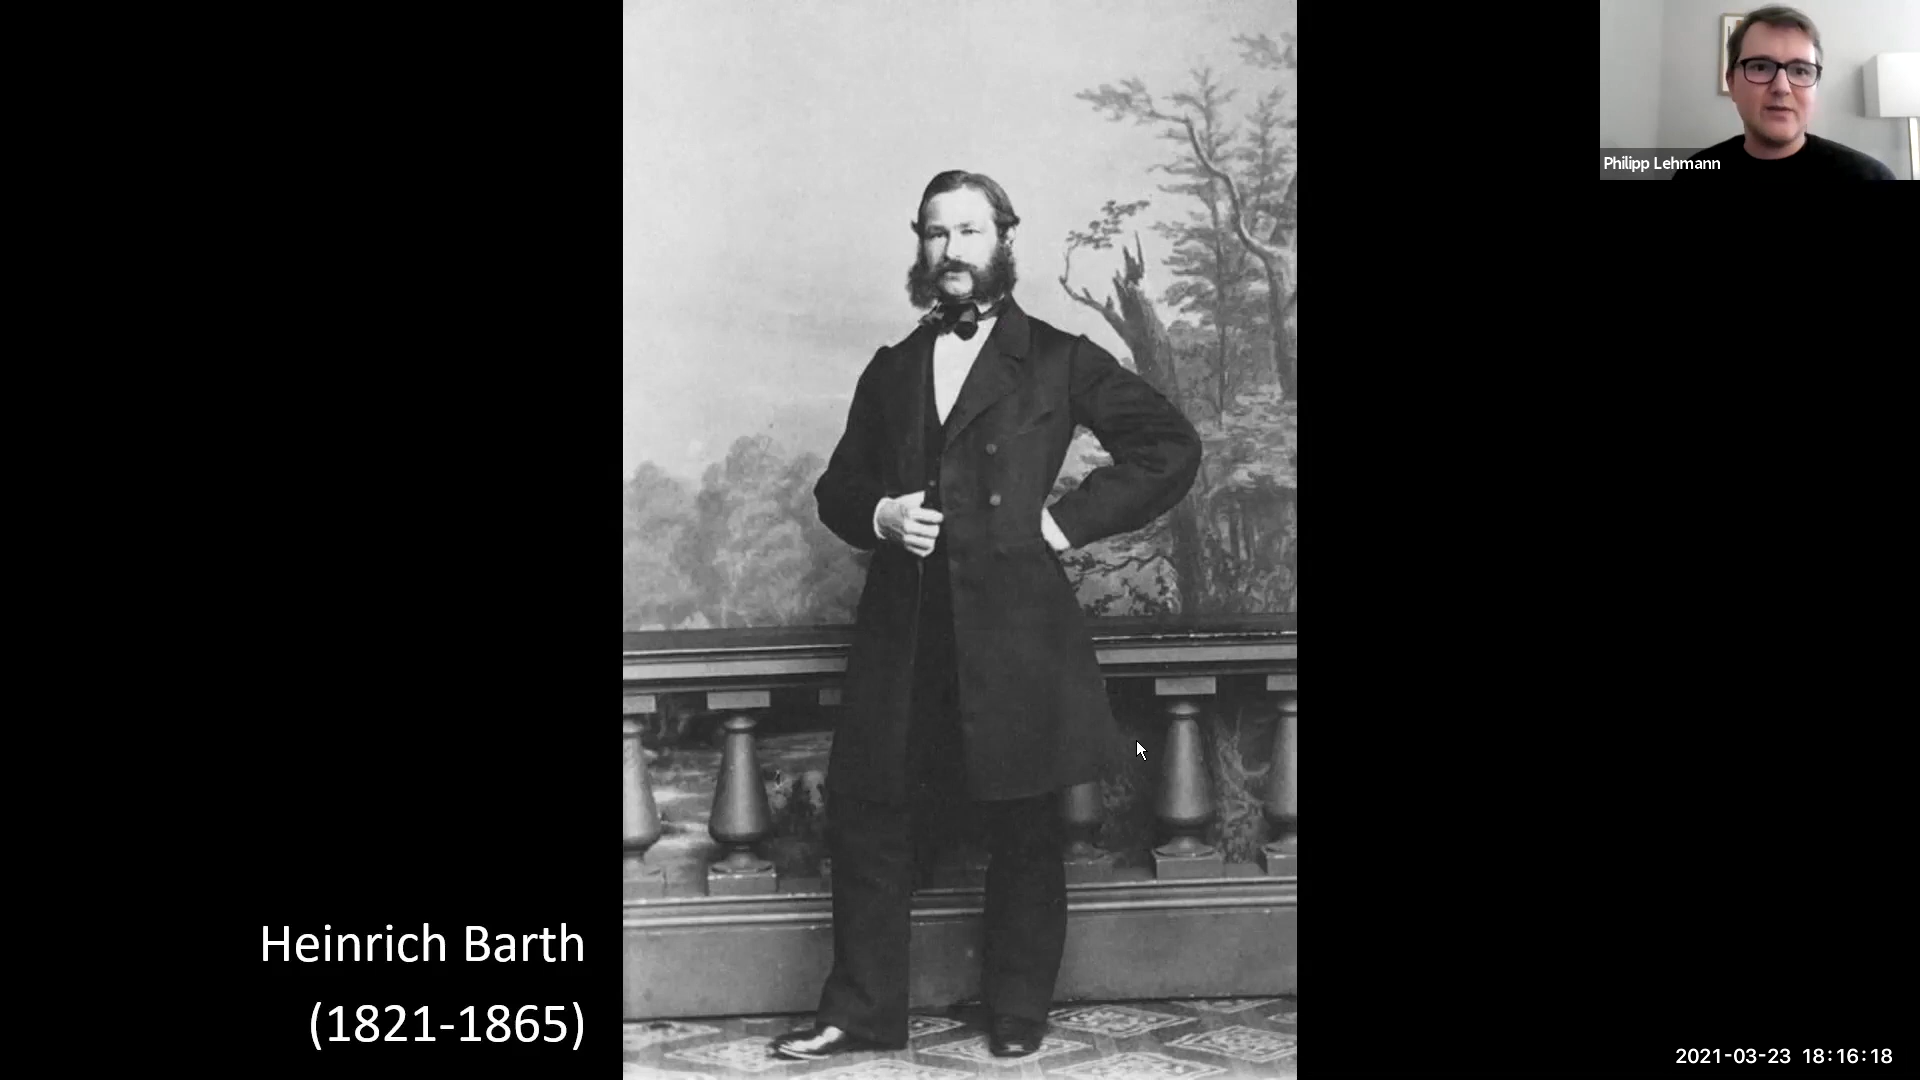 Philipp Lehmann
Heinrich Barth
(1821-1865)
2021-03-23 18:16:18